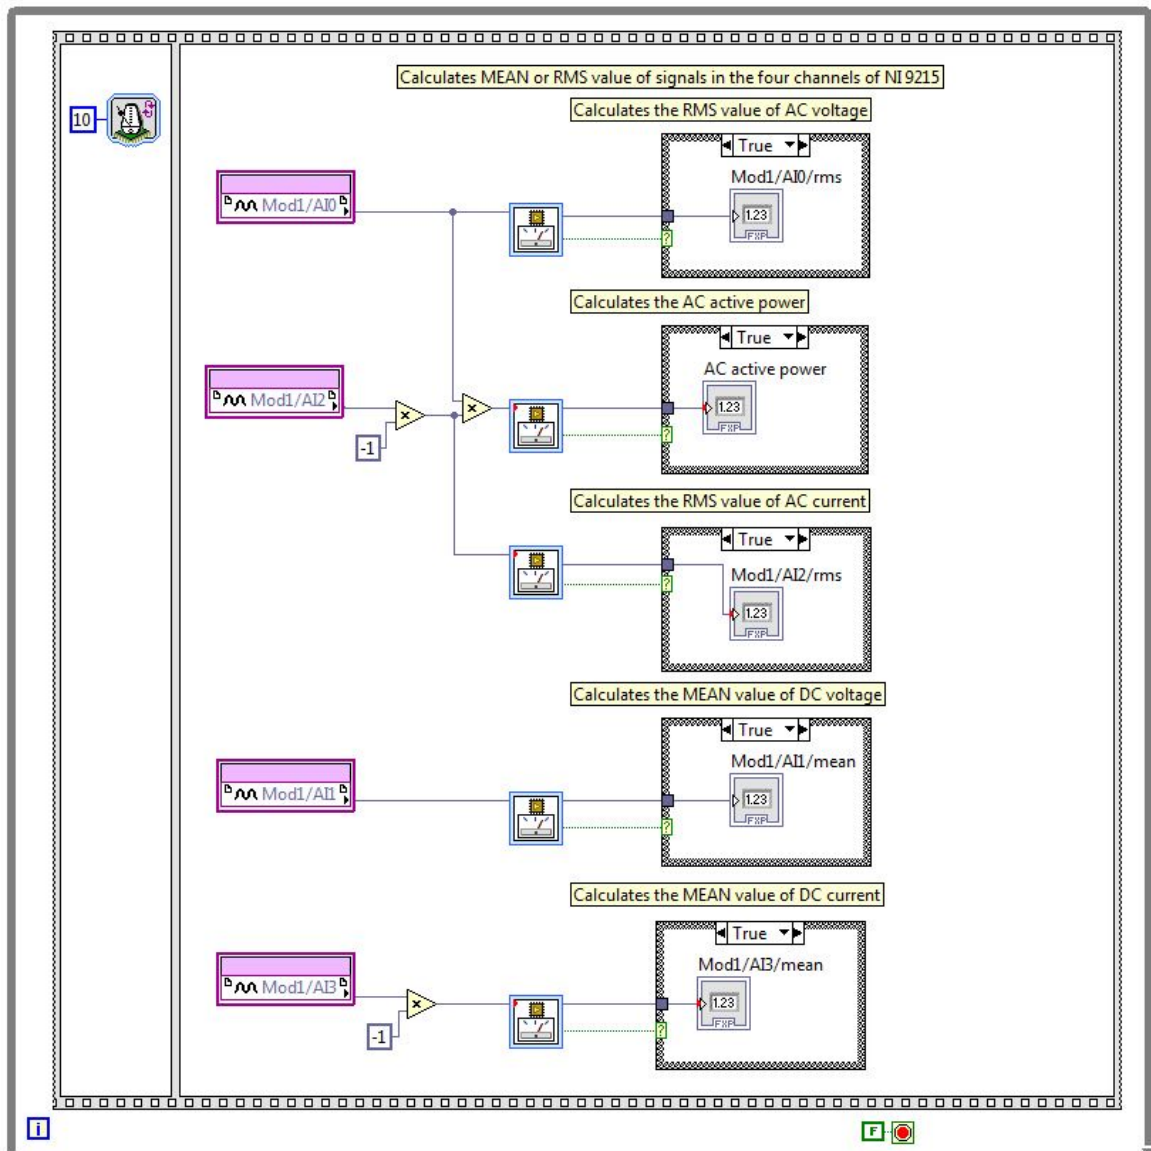 Calculates MEAN or RMS value of signals in the four channels of NI 9215
Calculates the RMS value of AC voltage
10
True
Mod1/AI0/rms
Mod1/AI0
1.23
FXP
?
Calculates the AC active power
True
AC active power
Mod1/AI2
x
x
1.23
FXP
?
-1
Calculates the RMS value of AC current
True
Mod1/AI2/rms
?
1.23
FXP
Calculates the MEAN value of DC voltage
True
Mod1/AI1/mean
Mod1/AI1
1.23
FXP
?
Calculates the MEAN value of DC current
True
Mod1/AI3/mean
Mod1/AI3
x
1.23
FXP
?
-1
i
F